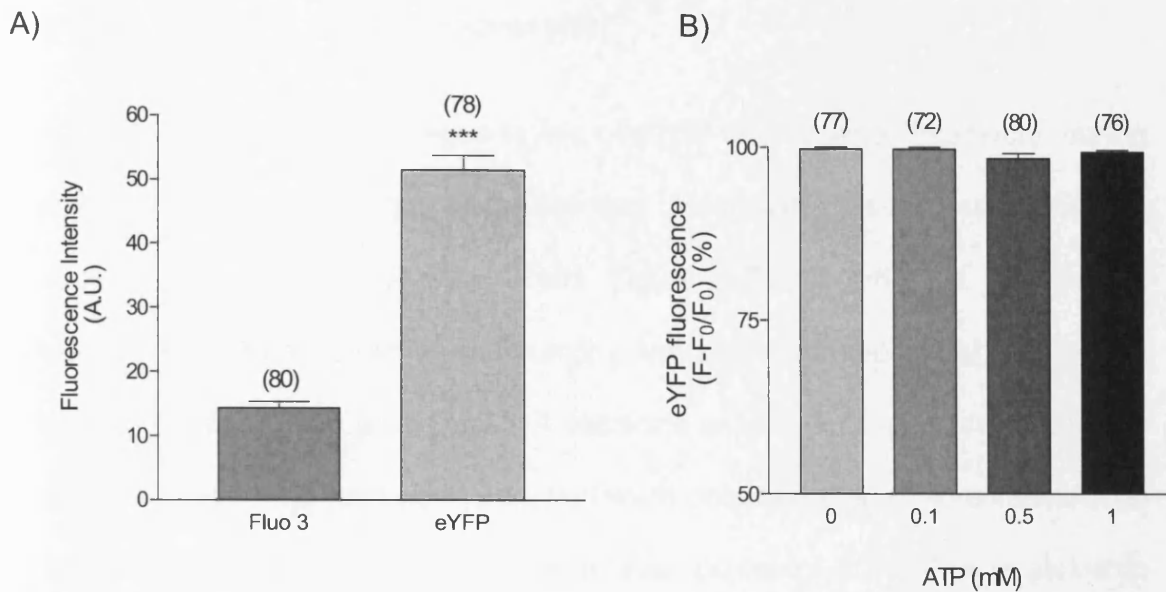 A)
Fluorescence Intensity
(A.U.)
60
50
40
30
20
10
0
(80)
(78)
***
Fluo 3
eYFP
B)
eYFP fluorescence
(F-F₀/F₀) (%)
100
75
50
(77)
(72)
(80)
(76)
0
0.1
0.5
1
ATP (mM)